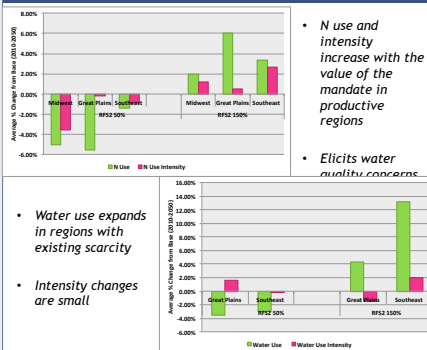 Average % Change from Base (2010-2050)
8.00%
6.00%
4.00%
2.00%
0.00%
-2.00%
-4.00%
-6.00%
Midwest Great Plains Southeast Midwest Great Plains Southeast
RFS2 50% RFS2 150%
N Use N Use Intensity
• N use and
intensity
increase with the
value of the
mandate in
productive
regions
• Elicits water
quality concerns
• Water use expands
in regions with
existing scarcity
• Intensity changes
are small
Average % Change from Base (2010-2050)
16.00%
14.00%
12.00%
10.00%
8.00%
6.00%
4.00%
2.00%
0.00%
-2.00%
-4.00%
-6.00%
Great Plains Southeast Great Plains Southeast
RFS2 50% RFS2 150%
Water Use Water Use Intensity